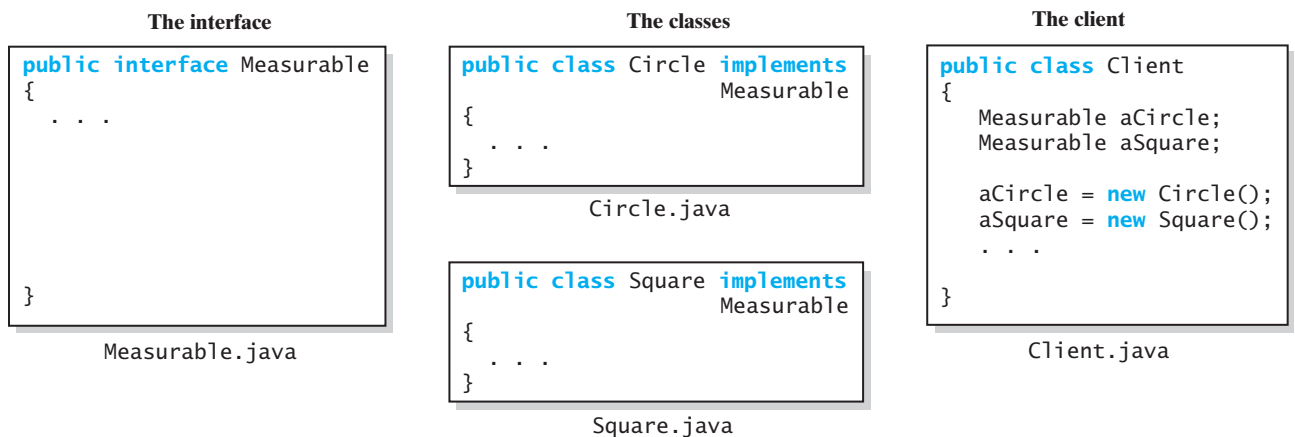 The interface
public interface Measurable
{
. . .
}
Measurable.java
The classes
public class Circle implements
Measurable
{
. . .
}
Circle.java
public class Square implements
Measurable
{
. . .
}
Square.java
The client
public class Client
{
Measurable aCircle;
Measurable aSquare;
aCircle = new Circle();
aSquare = new Square();
. . .
}
Client.java